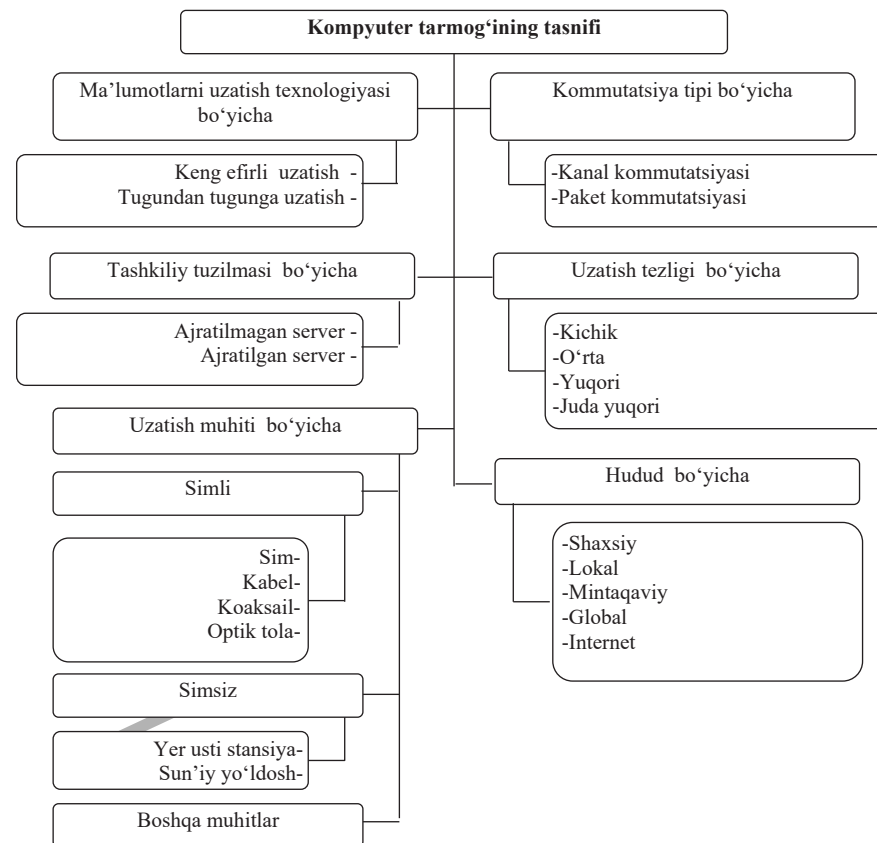 Kompyuter tarmog‘ining tasnifi
Ma’lumotlarni uzatish texnologiyasi
bo‘yicha
Keng efirli uzatish -
Tugundan tugunga uzatish -
Kommutatsiya tipi bo‘yicha
-Kanal kommutatsiyasi
-Paket kommutatsiyasi
Tashkiliy tuzilmasi bo‘yicha
Ajratilmagan server -
Ajratilgan server -
Uzatish tezligi bo‘yicha
-Kichik
-O‘rta
-Yuqori
-Juda yuqori
Uzatish muhiti bo‘yicha
Simli
Sim-
Kabel-
Koaksail-
Optik tola-
Simsiz
Yer usti stansiya-
Sun’iy yo‘ldosh-
Boshqa muhitlar
Hudud bo‘yicha
-Shaxsiy
-Lokal
-Mintaqaviy
-Global
-Internet